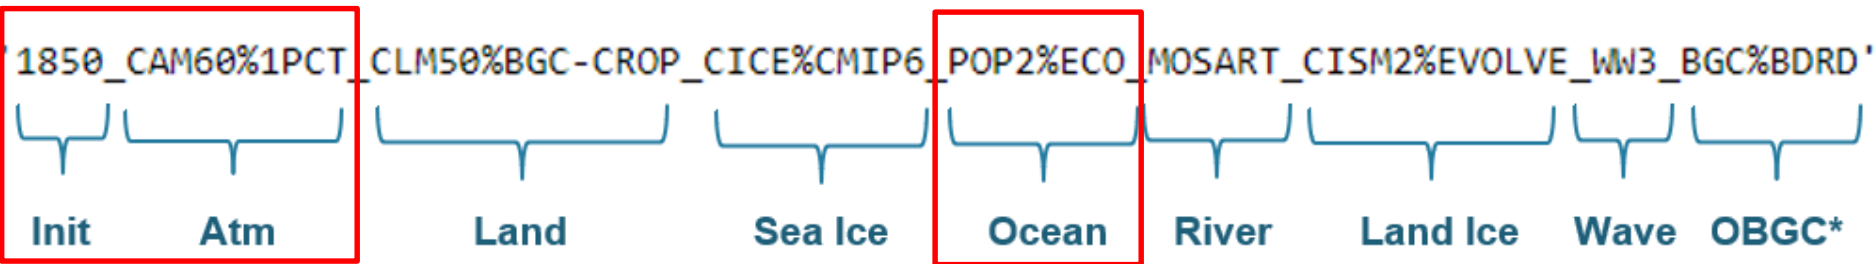 '1850_CAM60%1PCT_CLM50%BGC-CROP_CICE%CMIP6_POP2%ECO_MOSART_CISM2%EVOLVE_WW3_BGC%BDRD'
Init Atm Land Sea Ice Ocean River Land Ice Wave OBGC*